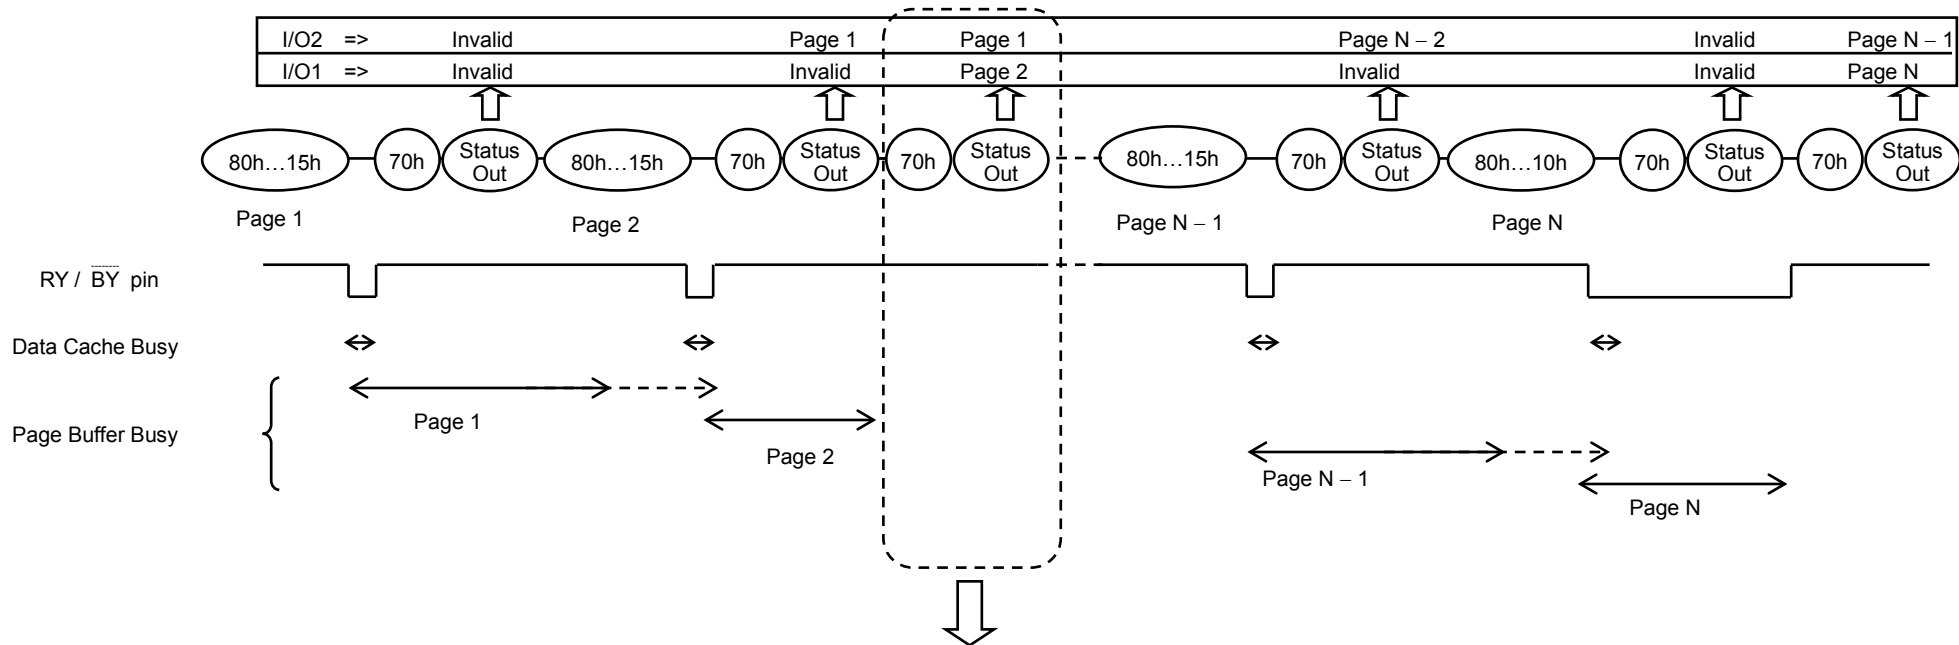 I/O2 => Invalid Page 1 Page 1 Page N – 2 Invalid Page N – 1
I/O1 => Invalid Invalid Page 2 Invalid Invalid Page N
80h…15h 70h Status Out 80h…15h 70h Status Out 70h Status Out 80h…15h 70h Status Out 80h…10h 70h Status Out 70h Status Out
Page 1 Page 2 Page N – 1 Page N
RY / BY pin
Data Cache Busy
Page Buffer Busy
Page 1
Page 2
Page N – 1
Page N